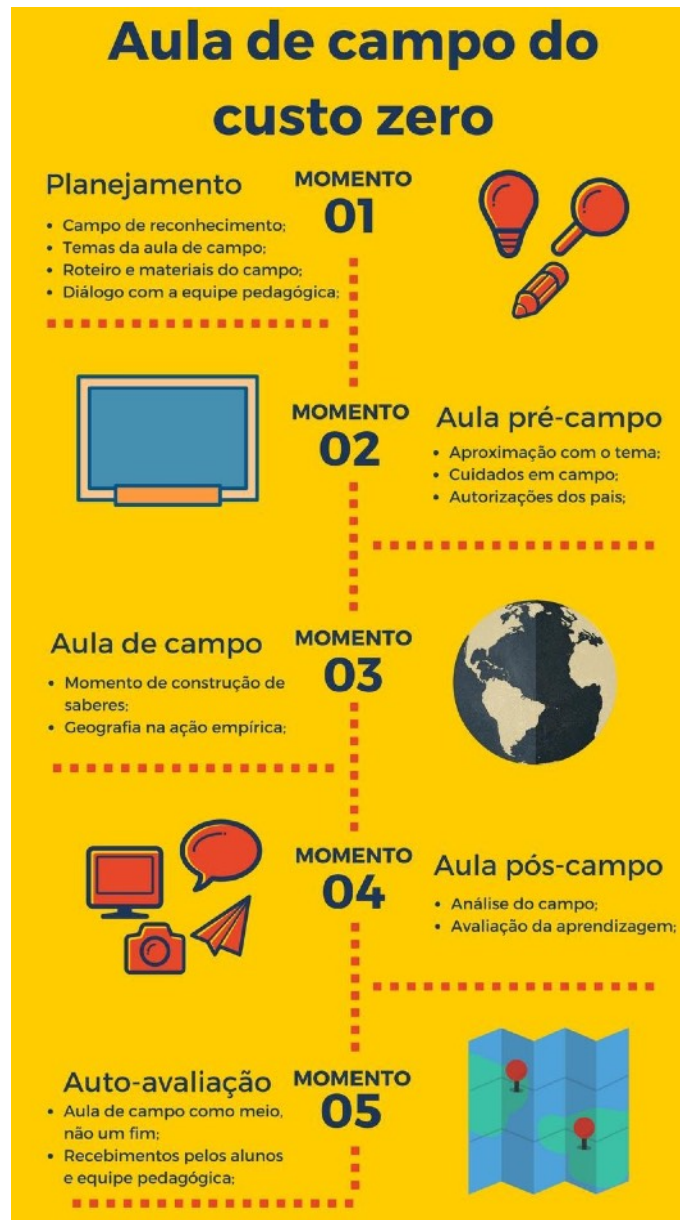 Aula de campo do
custo zero
MOMENTO
01
Planejamento
• Campo de reconhecimento;
• Temas da aula de campo;
• Roteiro e materiais do campo;
• Diálogo com a equipe pedagógica;
MOMENTO
02
Aula pré-campo
• Aproximação com o tema;
• Cuidados em campo;
• Autorizações dos pais;
MOMENTO
03
Aula de campo
• Momento de construção de
saberes;
• Geografia na ação empírica;
MOMENTO
04
Aula pós-campo
• Análise do campo;
• Avaliação da aprendizagem;
MOMENTO
05
Auto-avaliação
• Aula de campo como meio,
não um fim;
• Recebimentos pelos alunos
e equipe pedagógica;